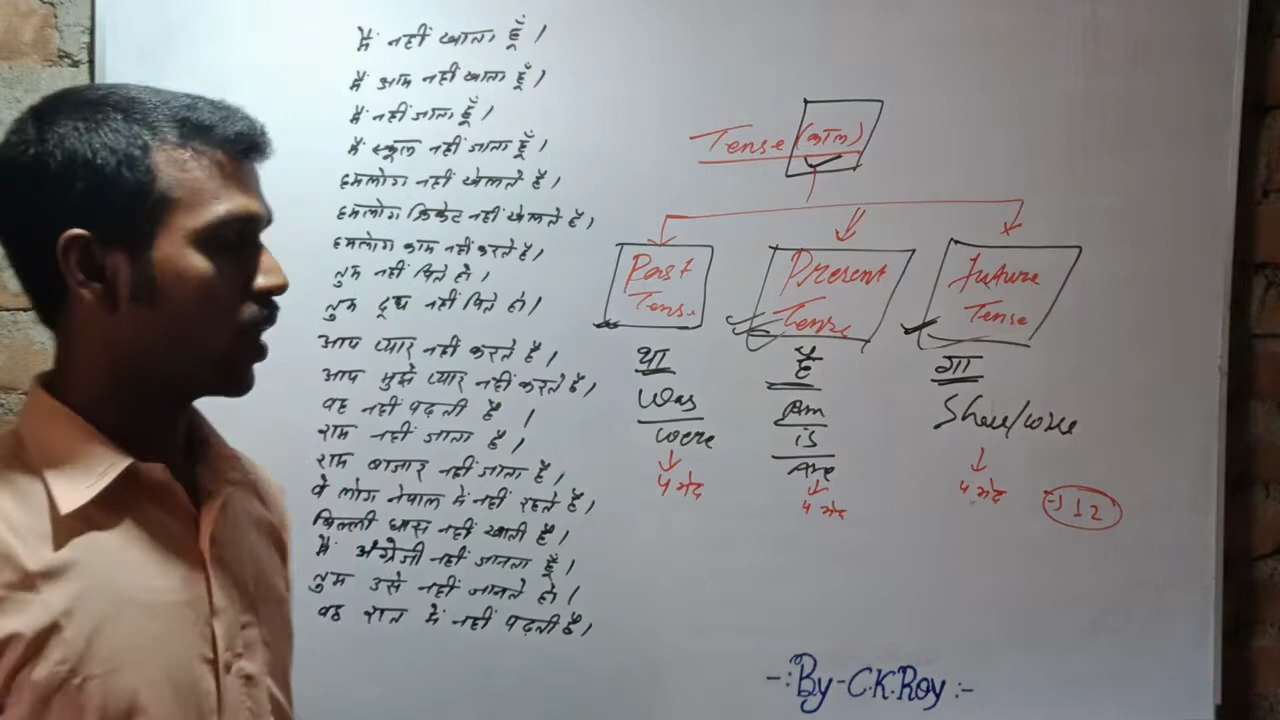 मैं नहीं खाता हूँ।
मैं आम नहीं खाता हूँ।
मैं नहीं जाता हूँ।
मैं स्कूल नहीं जाता हूँ।
हमलोग नहीं खेलते हैं।
हमलोग क्रिकेट नहीं खेलते हैं।
हमलोग काम नहीं करते हैं।
तुम नहीं पिते हो।
तुम दूध नहीं पिते हो।
आप प्यार नहीं करते हैं।
आप मुझे प्यार नहीं करते हैं।
वह नहीं पढ़ती है।
राम नहीं जाता है।
राम बाजार नहीं जाता है।
वे लोग नेपाल में नहीं रहते हैं।
बिल्ली घास नहीं खाती है।
मैं अंग्रेजी नहीं जानता हूँ।
तुम उसे नहीं जानते हो।
वह रात में नहीं पढ़ती है।
Tense (काल)
Past Tense
Present Tense
Future Tense
था
है
गा
Was
were
Am
is
Are
4 भेद
4 भेद
4 भेद
12
-:By-C.K.Roy:-